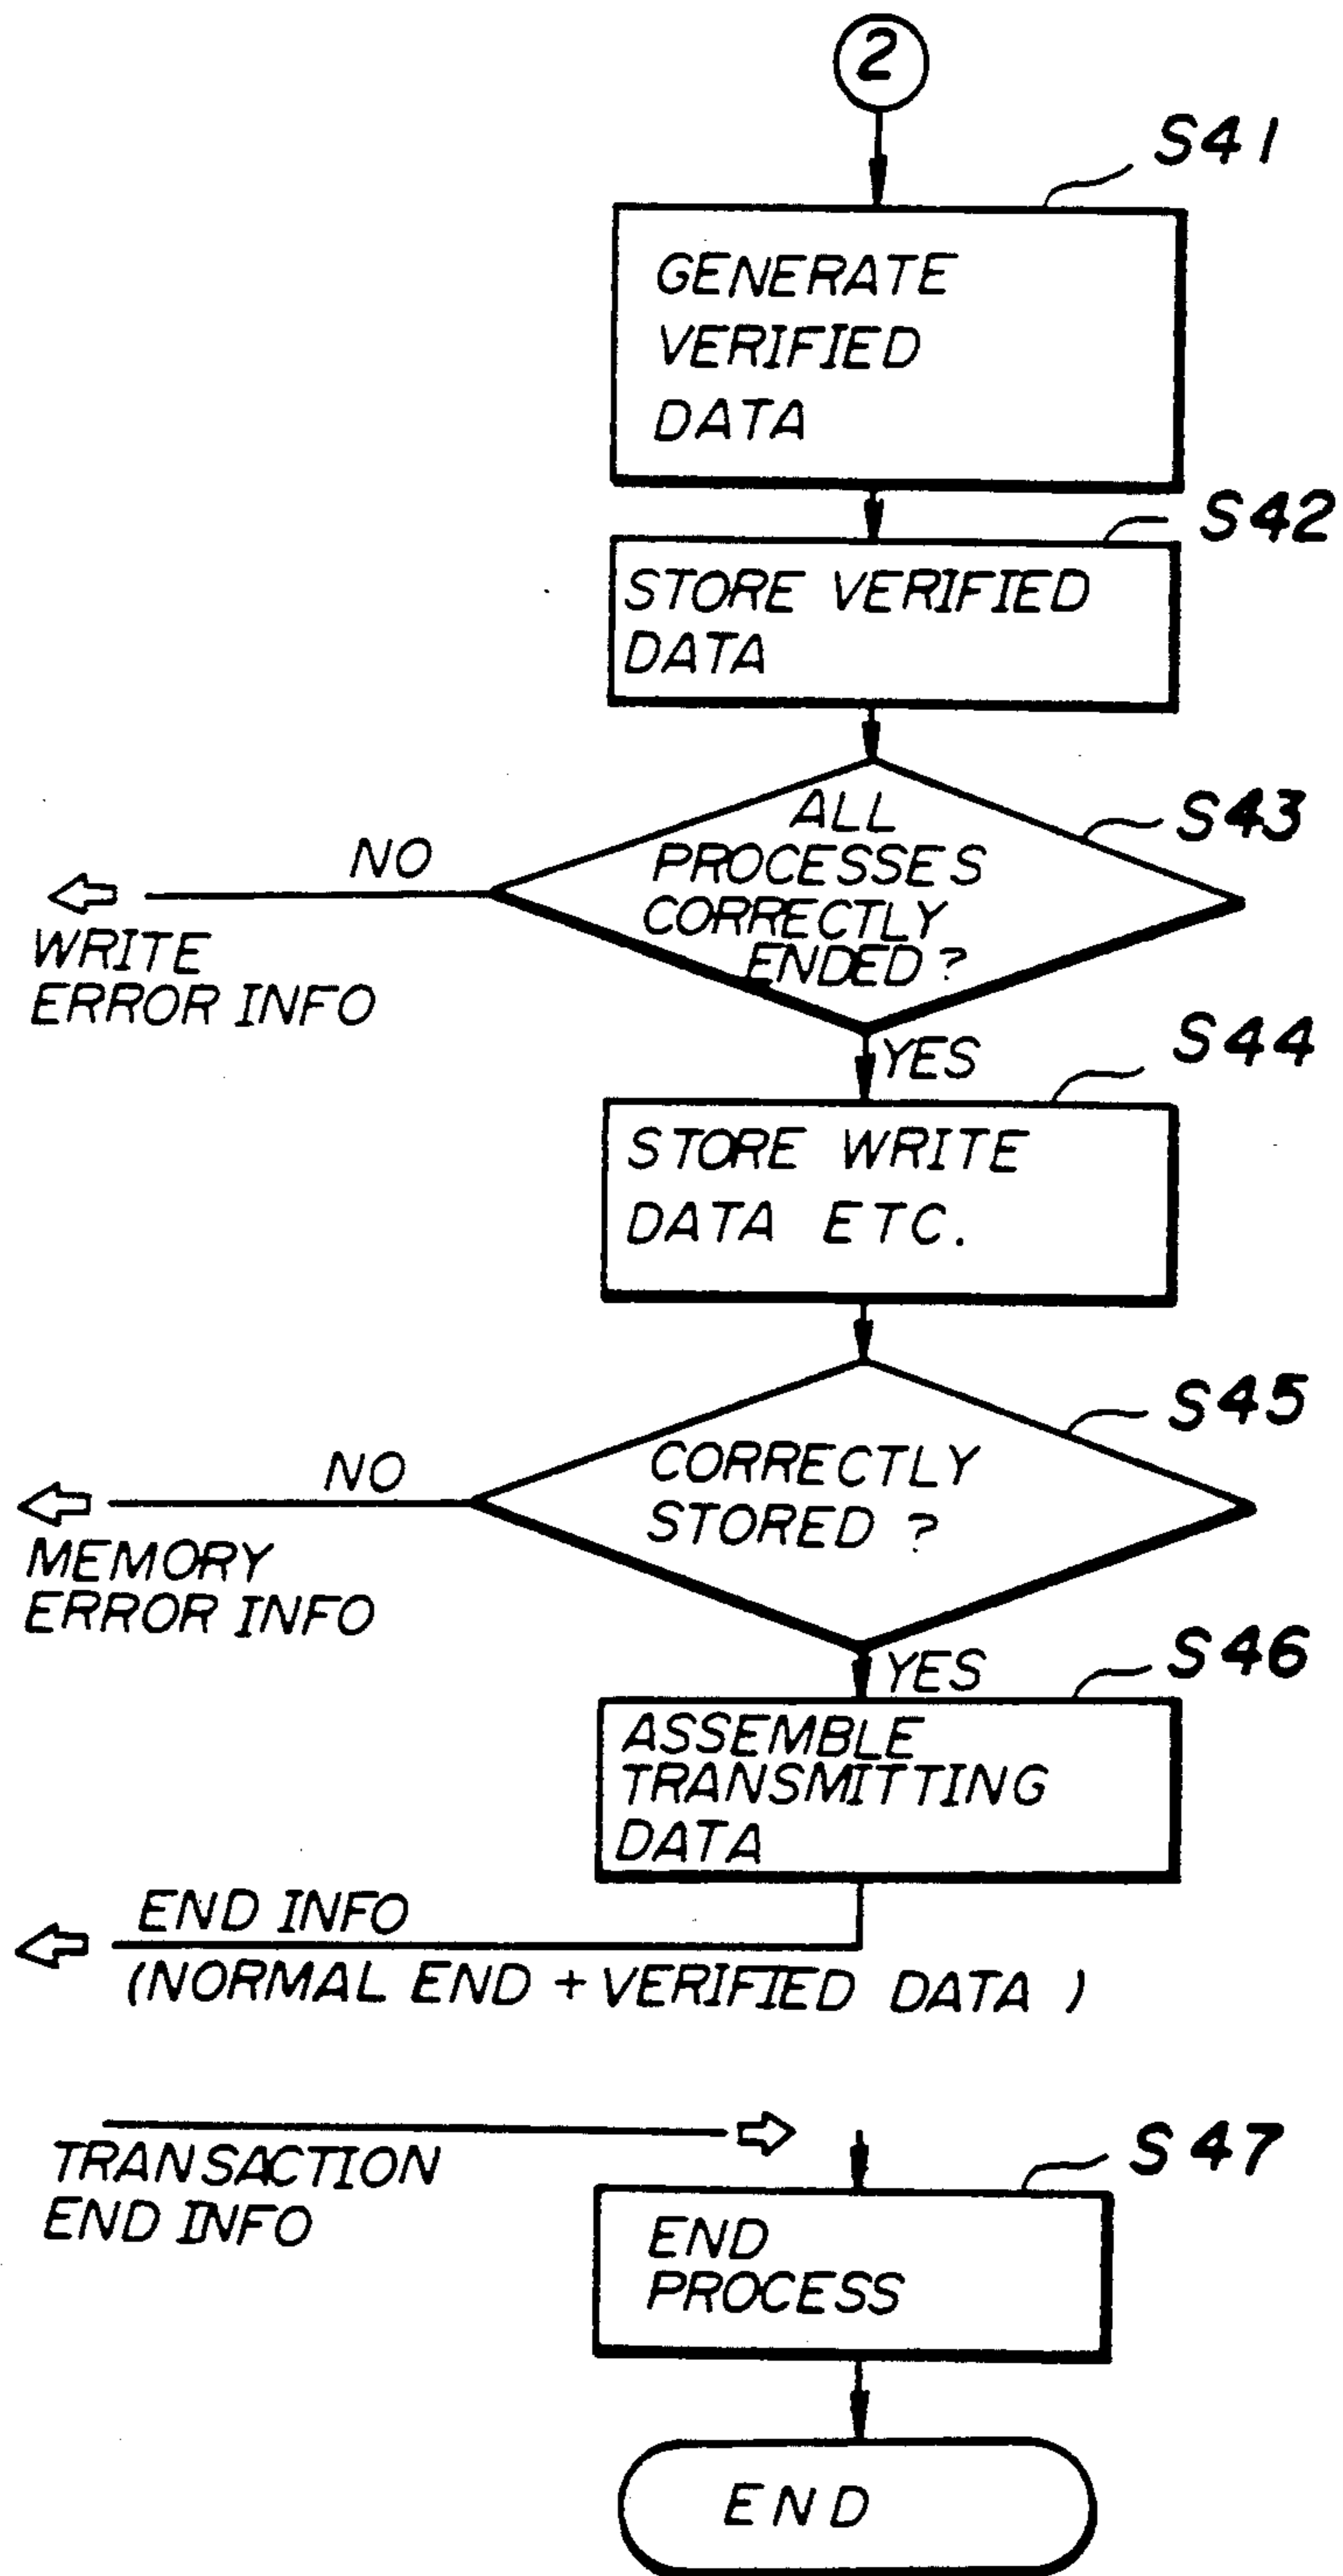 2
S41
GENERATE
VERIFIED
DATA
S42
STORE VERIFIED
DATA
S43
ALL
PROCESSES
CORRECTLY
ENDED?
NO
WRITE
ERROR INFO
YES
S44
STORE WRITE
DATA ETC.
S45
CORRECTLY
STORED?
NO
MEMORY
ERROR INFO
YES
S46
ASSEMBLE
TRANSMITTING
DATA
END INFO
(NORMAL END + VERIFIED DATA)
TRANSACTION
END INFO
S47
END
PROCESS
END